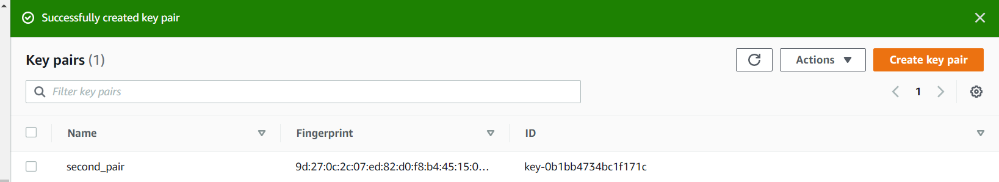 Successfully created key pair
Key pairs (1)
Actions
Create key pair
Filter key pairs
1
Name
Fingerprint
ID
second_pair
9d:27:0c:2c:07:ed:82:d0:f8:b4:45:15:0...
key-0b1bb4734bc1f171c